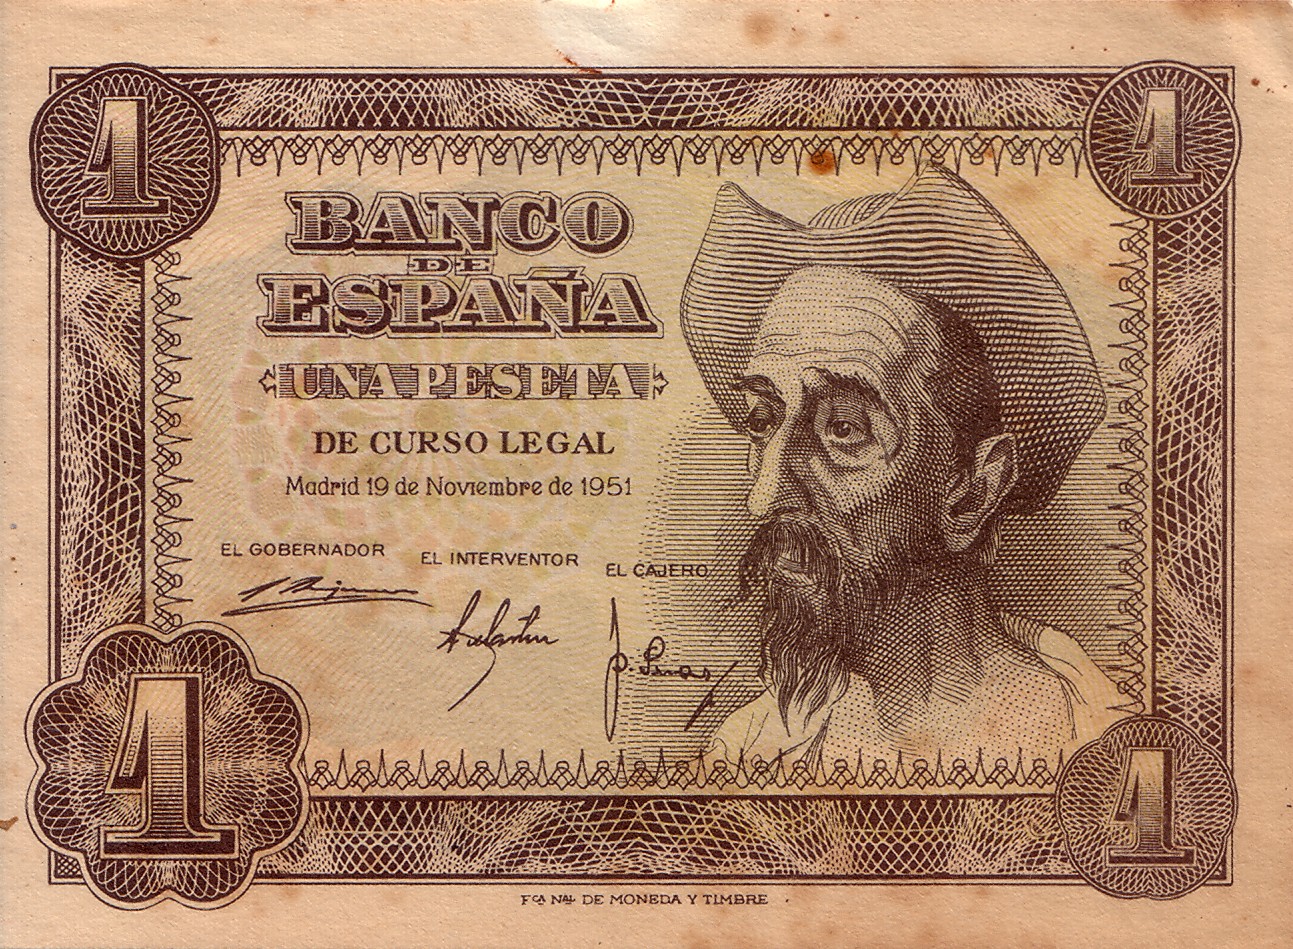 1 1
BANCO
DE
ESPAÑA
UNA PESETA
DE CURSO LEGAL
Madrid 19 de Noviembre de 1951
EL GOBERNADOR EL INTERVENTOR EL CAJERO
1 1
Fca NAL DE MONEDA Y TIMBRE